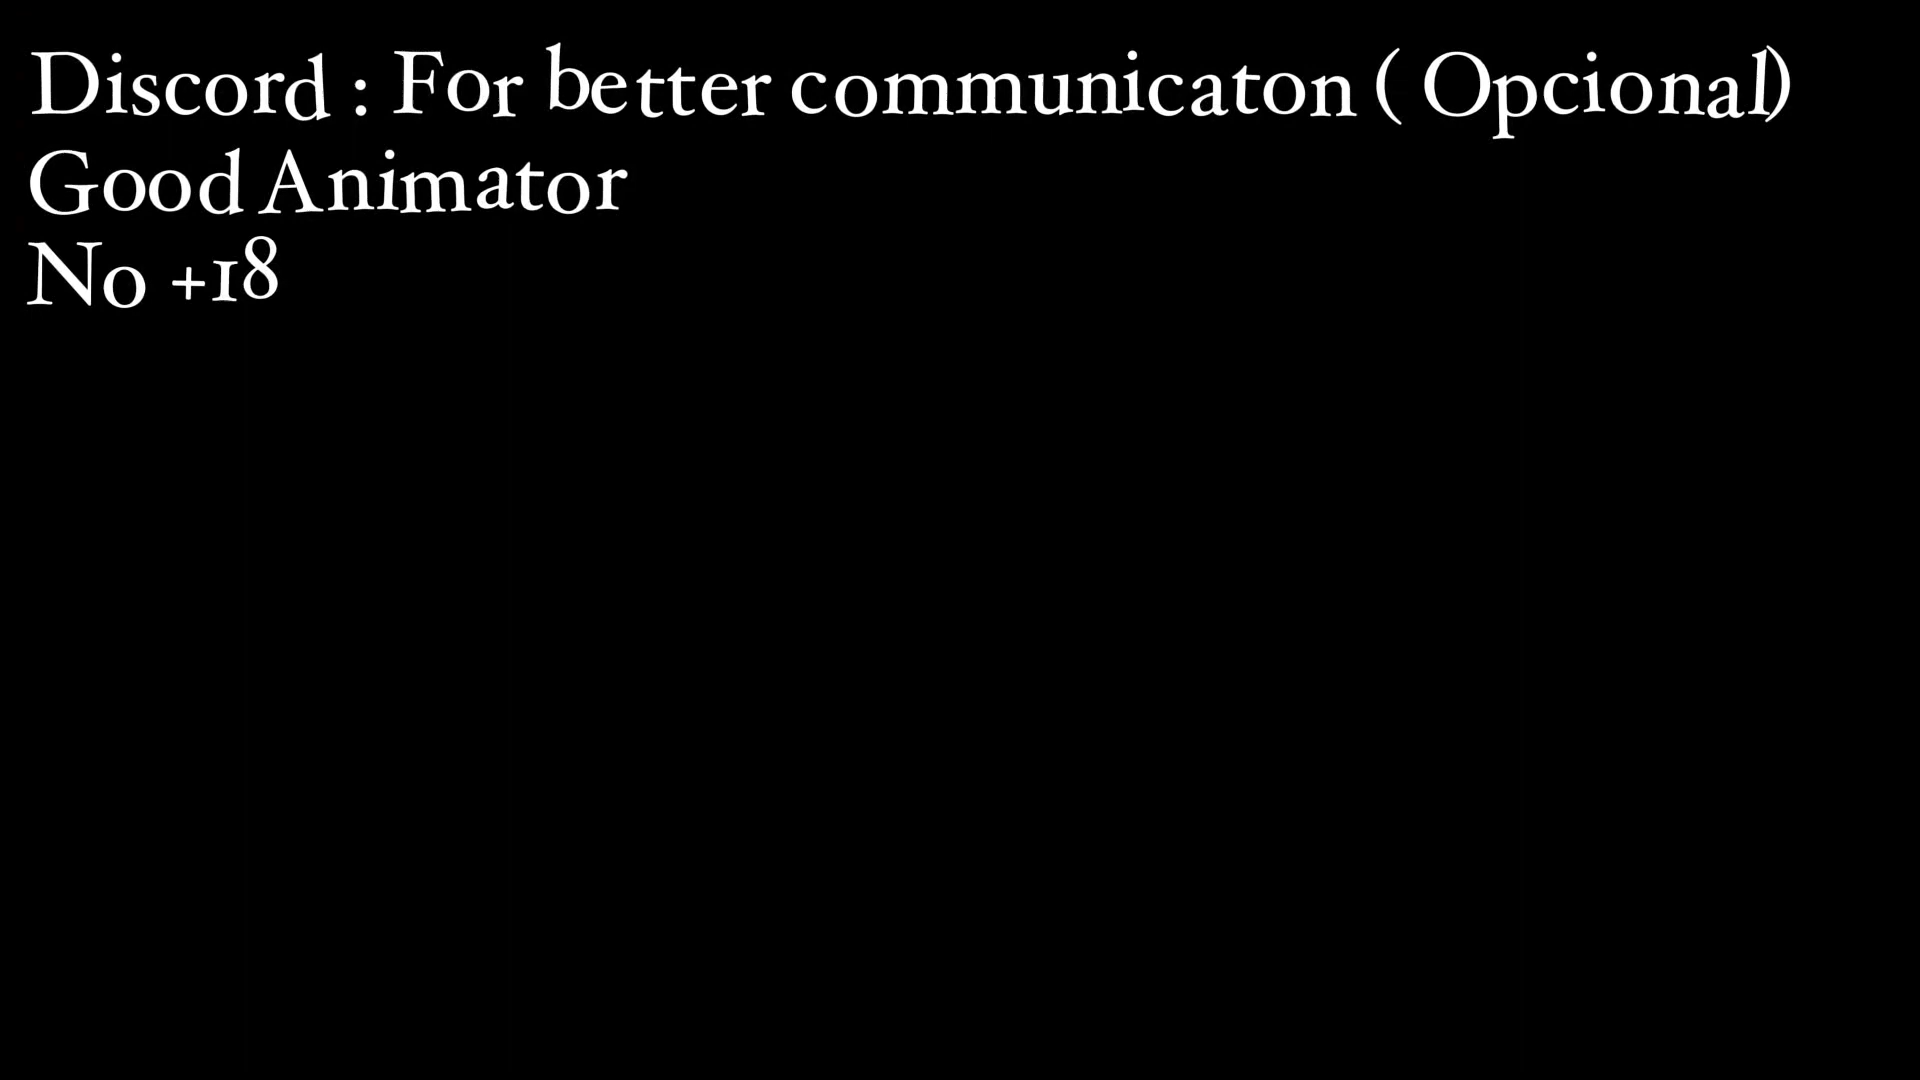 Discord : For better communicaton ( Opcional)
Good Animator
No +18